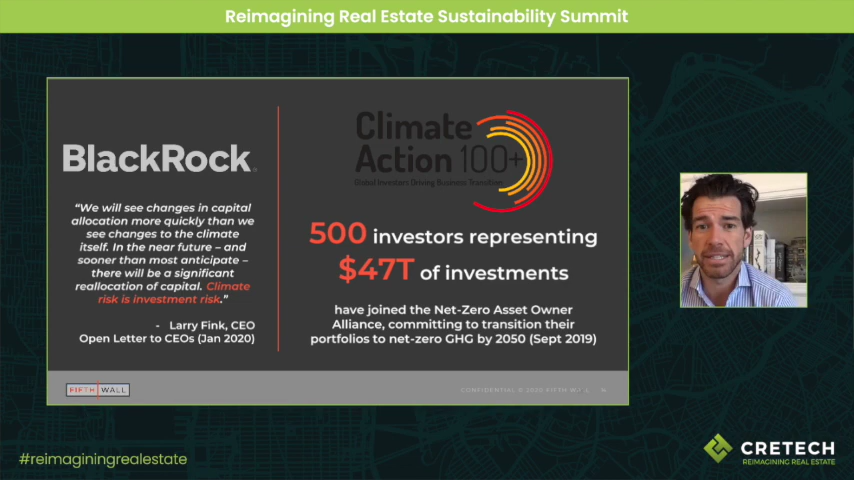 Reimagining Real Estate Sustainability Summit
BlackRock
"We will see changes in capital
allocation more quickly than we
see changes to the climate
itself. In the near future – and
sooner than most anticipate –
there will be a significant
reallocation of capital. Climate
risk is investment risk."
- Larry Fink, CEO
Open Letter to CEOs (Jan 2020)
Climate
Action 100+
Global Investors Driving Business Transition
500 investors representing
$47T of investments
have joined the Net-Zero Asset Owner
Alliance, committing to transition their
portfolios to net-zero GHG by 2050 (Sept 2019)
FIFTH WALL
CONFIDENTIAL © 2020 FIFTH WALL
#reimaginingrealestate
CRETECH
REIMAGINING REAL ESTATE